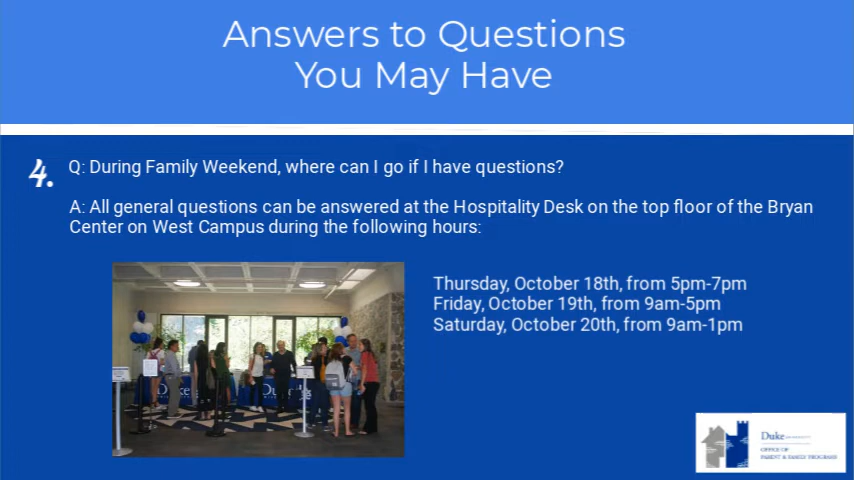 Answers to Questions
You May Have
4.
Q: During Family Weekend, where can I go if I have questions?
A: All general questions can be answered at the Hospitality Desk on the top floor of the Bryan
Center on West Campus during the following hours:
Thursday, October 18th, from 5pm-7pm
Friday, October 19th, from 9am-5pm
Saturday, October 20th, from 9am-1pm
Duke
Duke
Duke UNIVERSITY
OFFICE OF
PARENT & FAMILY PROGRAMS